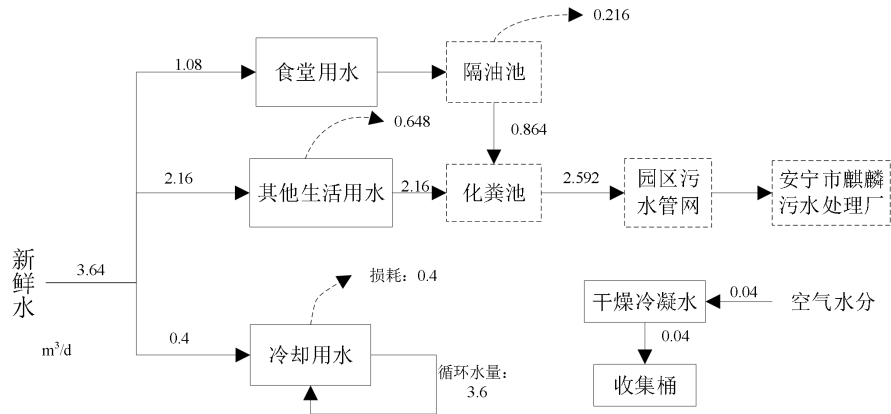 0.216
1.08
食堂用水
隔油池
0.648
0.864
2.16
其他生活用水
2.16
化粪池
2.592
园区污
水管网
安宁市麒麟
污水处理厂
新鲜水
3.64
m³/d
损耗：0.4
0.4
冷却用水
循环水量：
3.6
干燥冷凝水
0.04
空气水分
0.04
收集桶